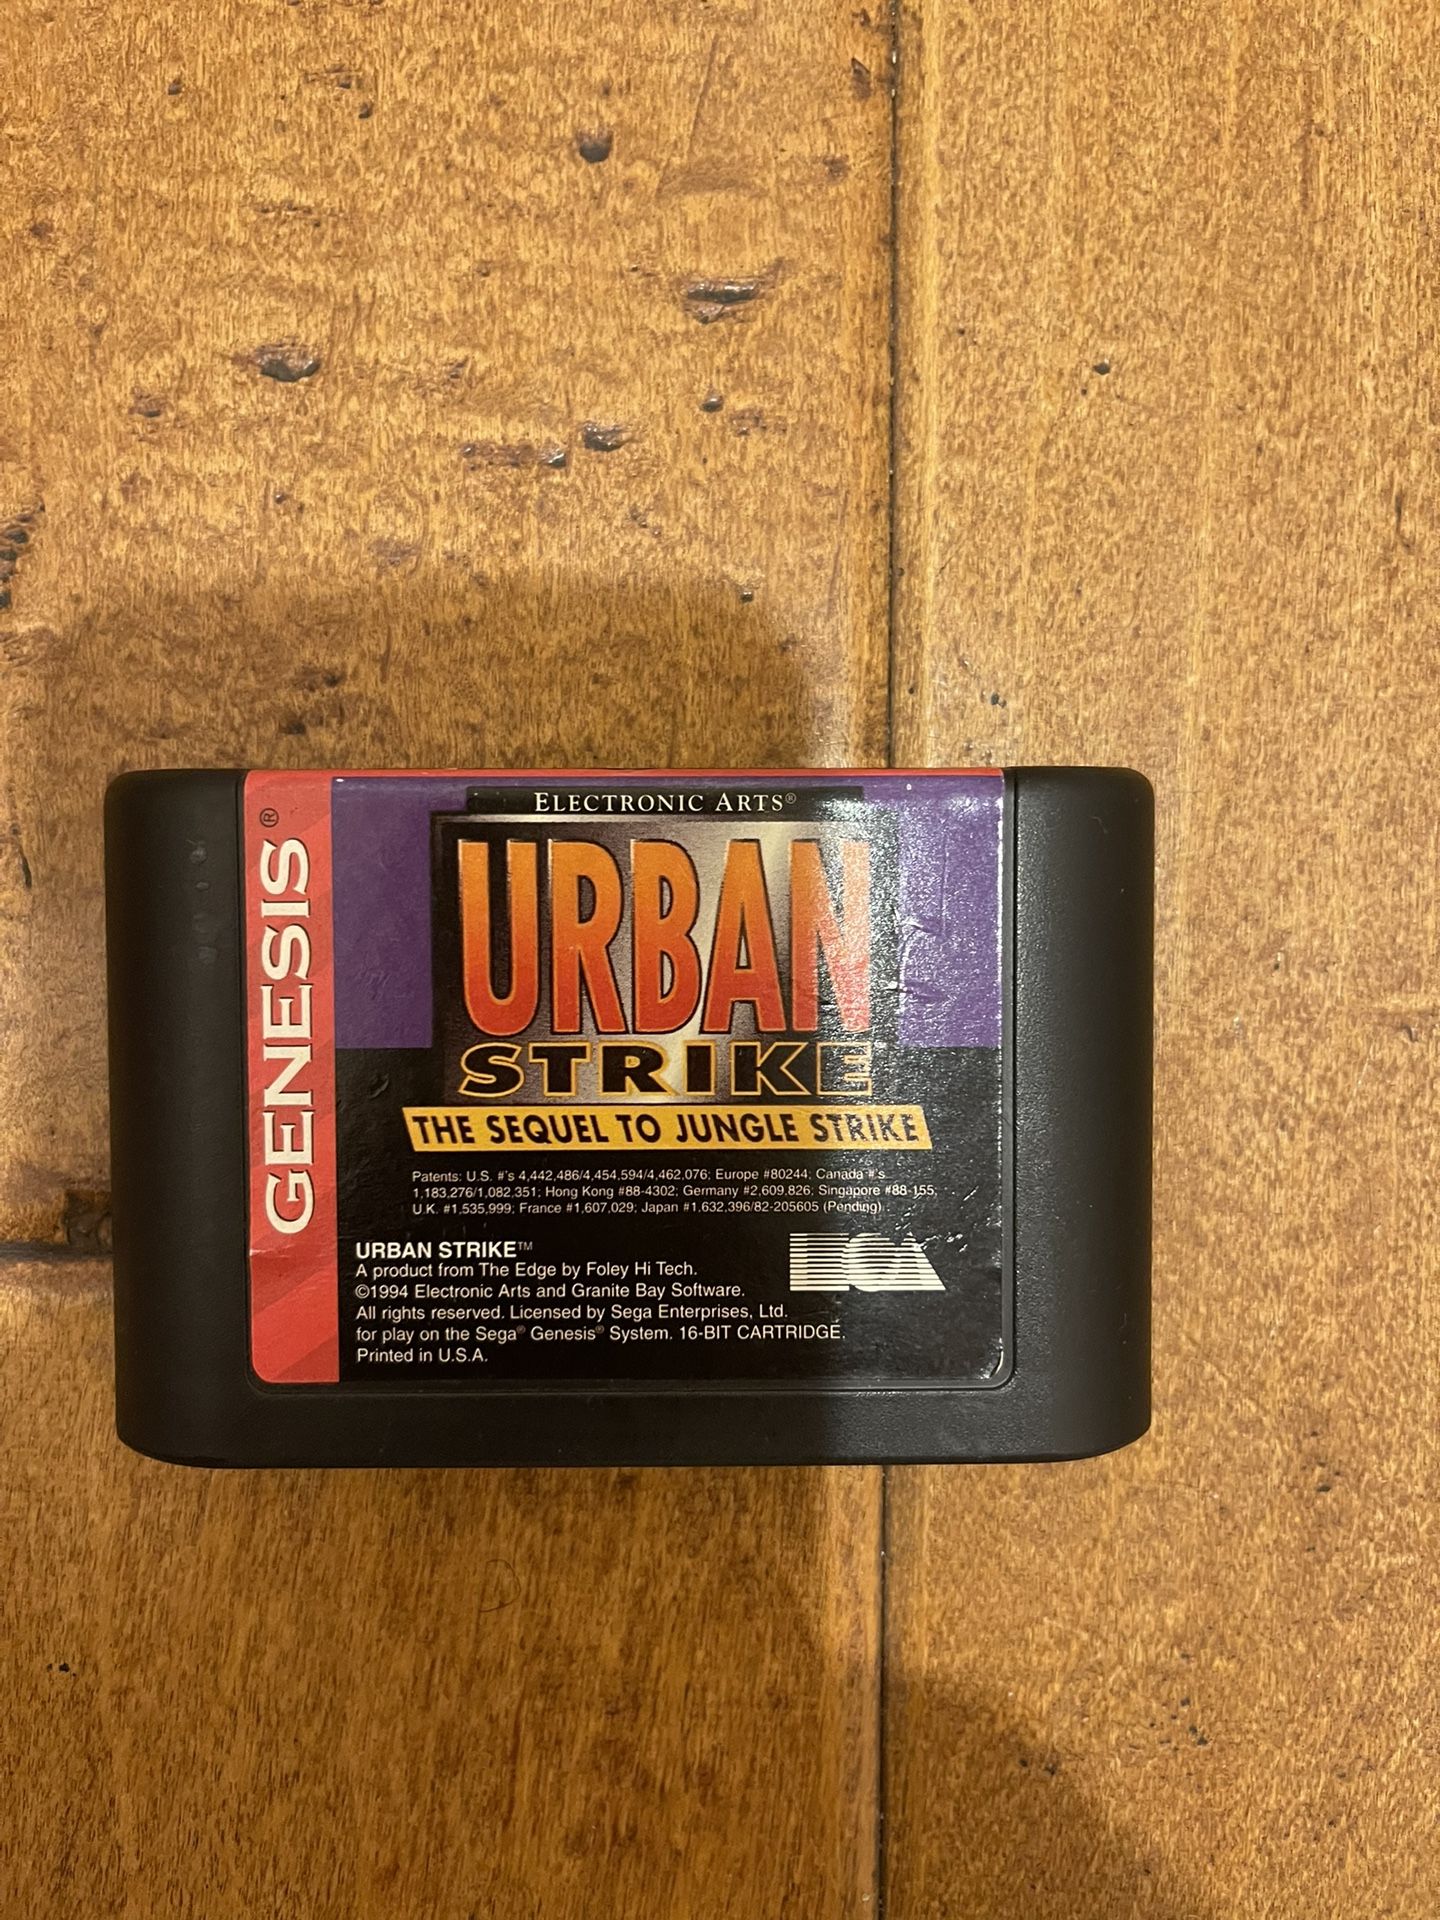 GENESIS®
ELECTRONIC ARTS®
URBAN
STRIKE
THE SEQUEL TO JUNGLE STRIKE
Patents: U.S. #'s 4,442,486/4,454,594/4,462,076; Europe #80244; Canada #'s
1,183,276/1,082,351; Hong Kong #88-4302; Germany #2,609,826; Singapore #88-155;
U.K. #1,535,999; France #1,607,029; Japan #1,632,396/82-205605 (Pending)
URBAN STRIKE™
A product from The Edge by Foley Hi Tech.
©1994 Electronic Arts and Granite Bay Software.
All rights reserved. Licensed by Sega Enterprises, Ltd.
for play on the Sega® Genesis® System. 16-BIT CARTRIDGE.
Printed in U.S.A.
EA